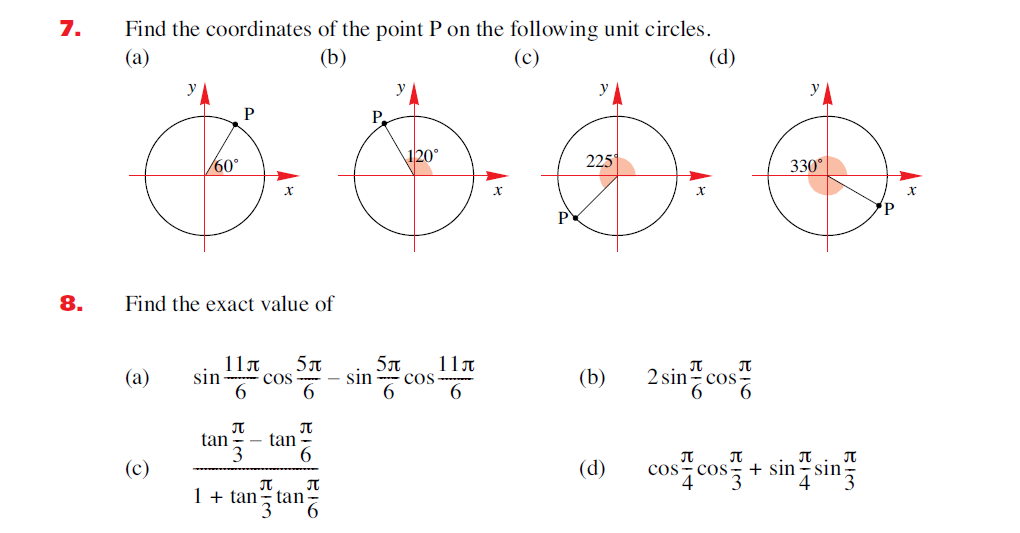 7. Find the coordinates of the point P on the following unit circles.
(a) (b) (c) (d)
y y y y
P P
60° 120° 225° 330°
x x x x
P P
8. Find the exact value of
(a) sin 11π/6 cos 5π/6 – sin 5π/6 cos 11π/6 (b) 2 sin π/6 cos π/6
(c) (tan π/3 – tan π/6) / (1 + tan π/3 tan π/6) (d) cos π/4 cos π/3 + sin π/4 sin π/3